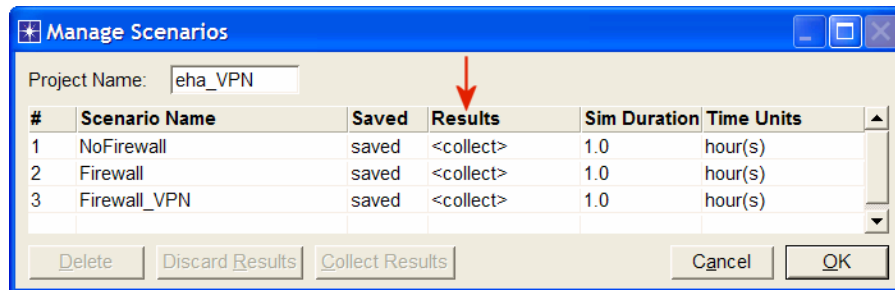 Manage Scenarios
Project Name: eha_VPN
# Scenario Name Saved Results Sim Duration Time Units
1 NoFirewall saved <collect> 1.0 hour(s)
2 Firewall saved <collect> 1.0 hour(s)
3 Firewall_VPN saved <collect> 1.0 hour(s)
Delete Discard Results Collect Results Cancel OK